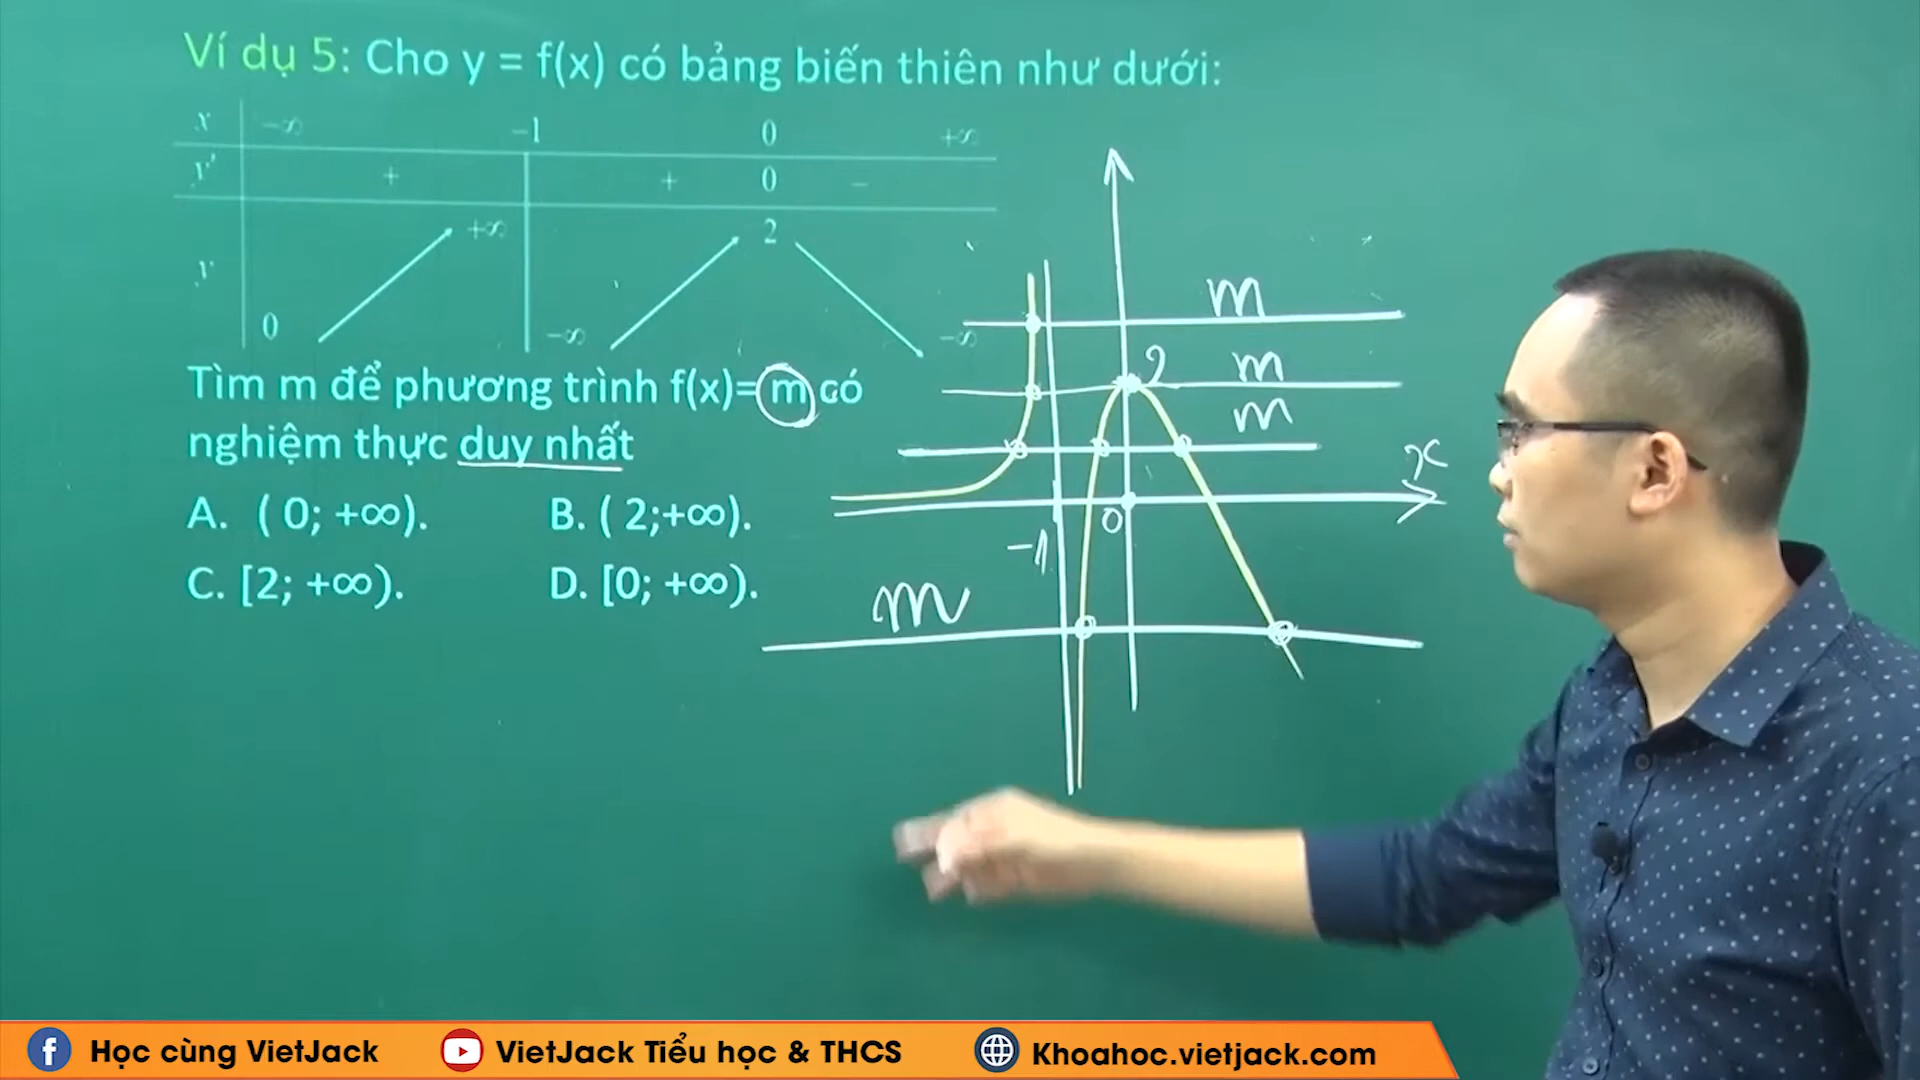 Ví dụ 5: Cho y = f(x) có bảng biến thiên như dưới:
x −∞ −1 0 +∞
y' + + 0 −
y 0 +∞ −∞ 2 −∞
Tìm m để phương trình f(x)= m có
nghiệm thực duy nhất
A. ( 0; +∞). B. ( 2;+∞).
C. [2; +∞). D. [0; +∞).
m
2 m
m
x
0
−1
m
Học cùng VietJack VietJack Tiểu học & THCS Khoahoc.vietjack.com